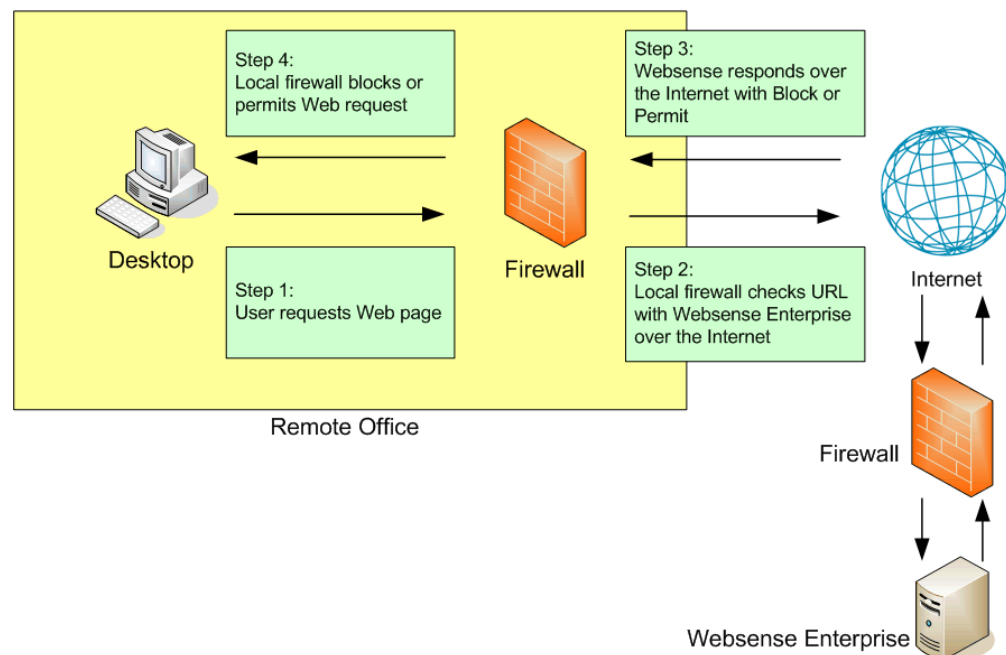 Step 4:
Local firewall blocks or
permits Web request
Step 3:
Websense responds over
the Internet with Block or
Permit
Desktop
Firewall
Internet
Step 1:
User requests Web page
Step 2:
Local firewall checks URL
with Websense Enterprise
over the Internet
Remote Office
Firewall
Websense Enterprise